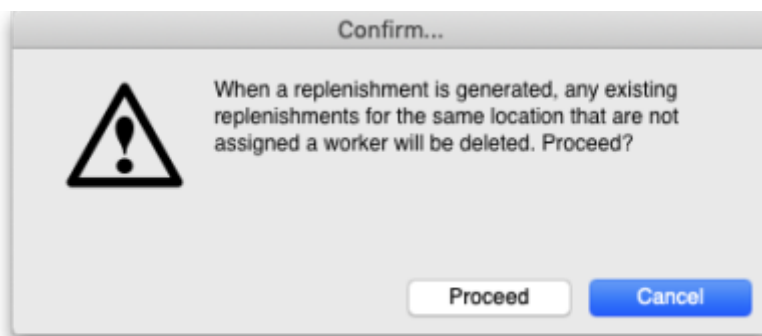 Confirm...
When a replenishment is generated, any existing
replenishments for the same location that are not
assigned a worker will be deleted. Proceed?
Proceed
Cancel